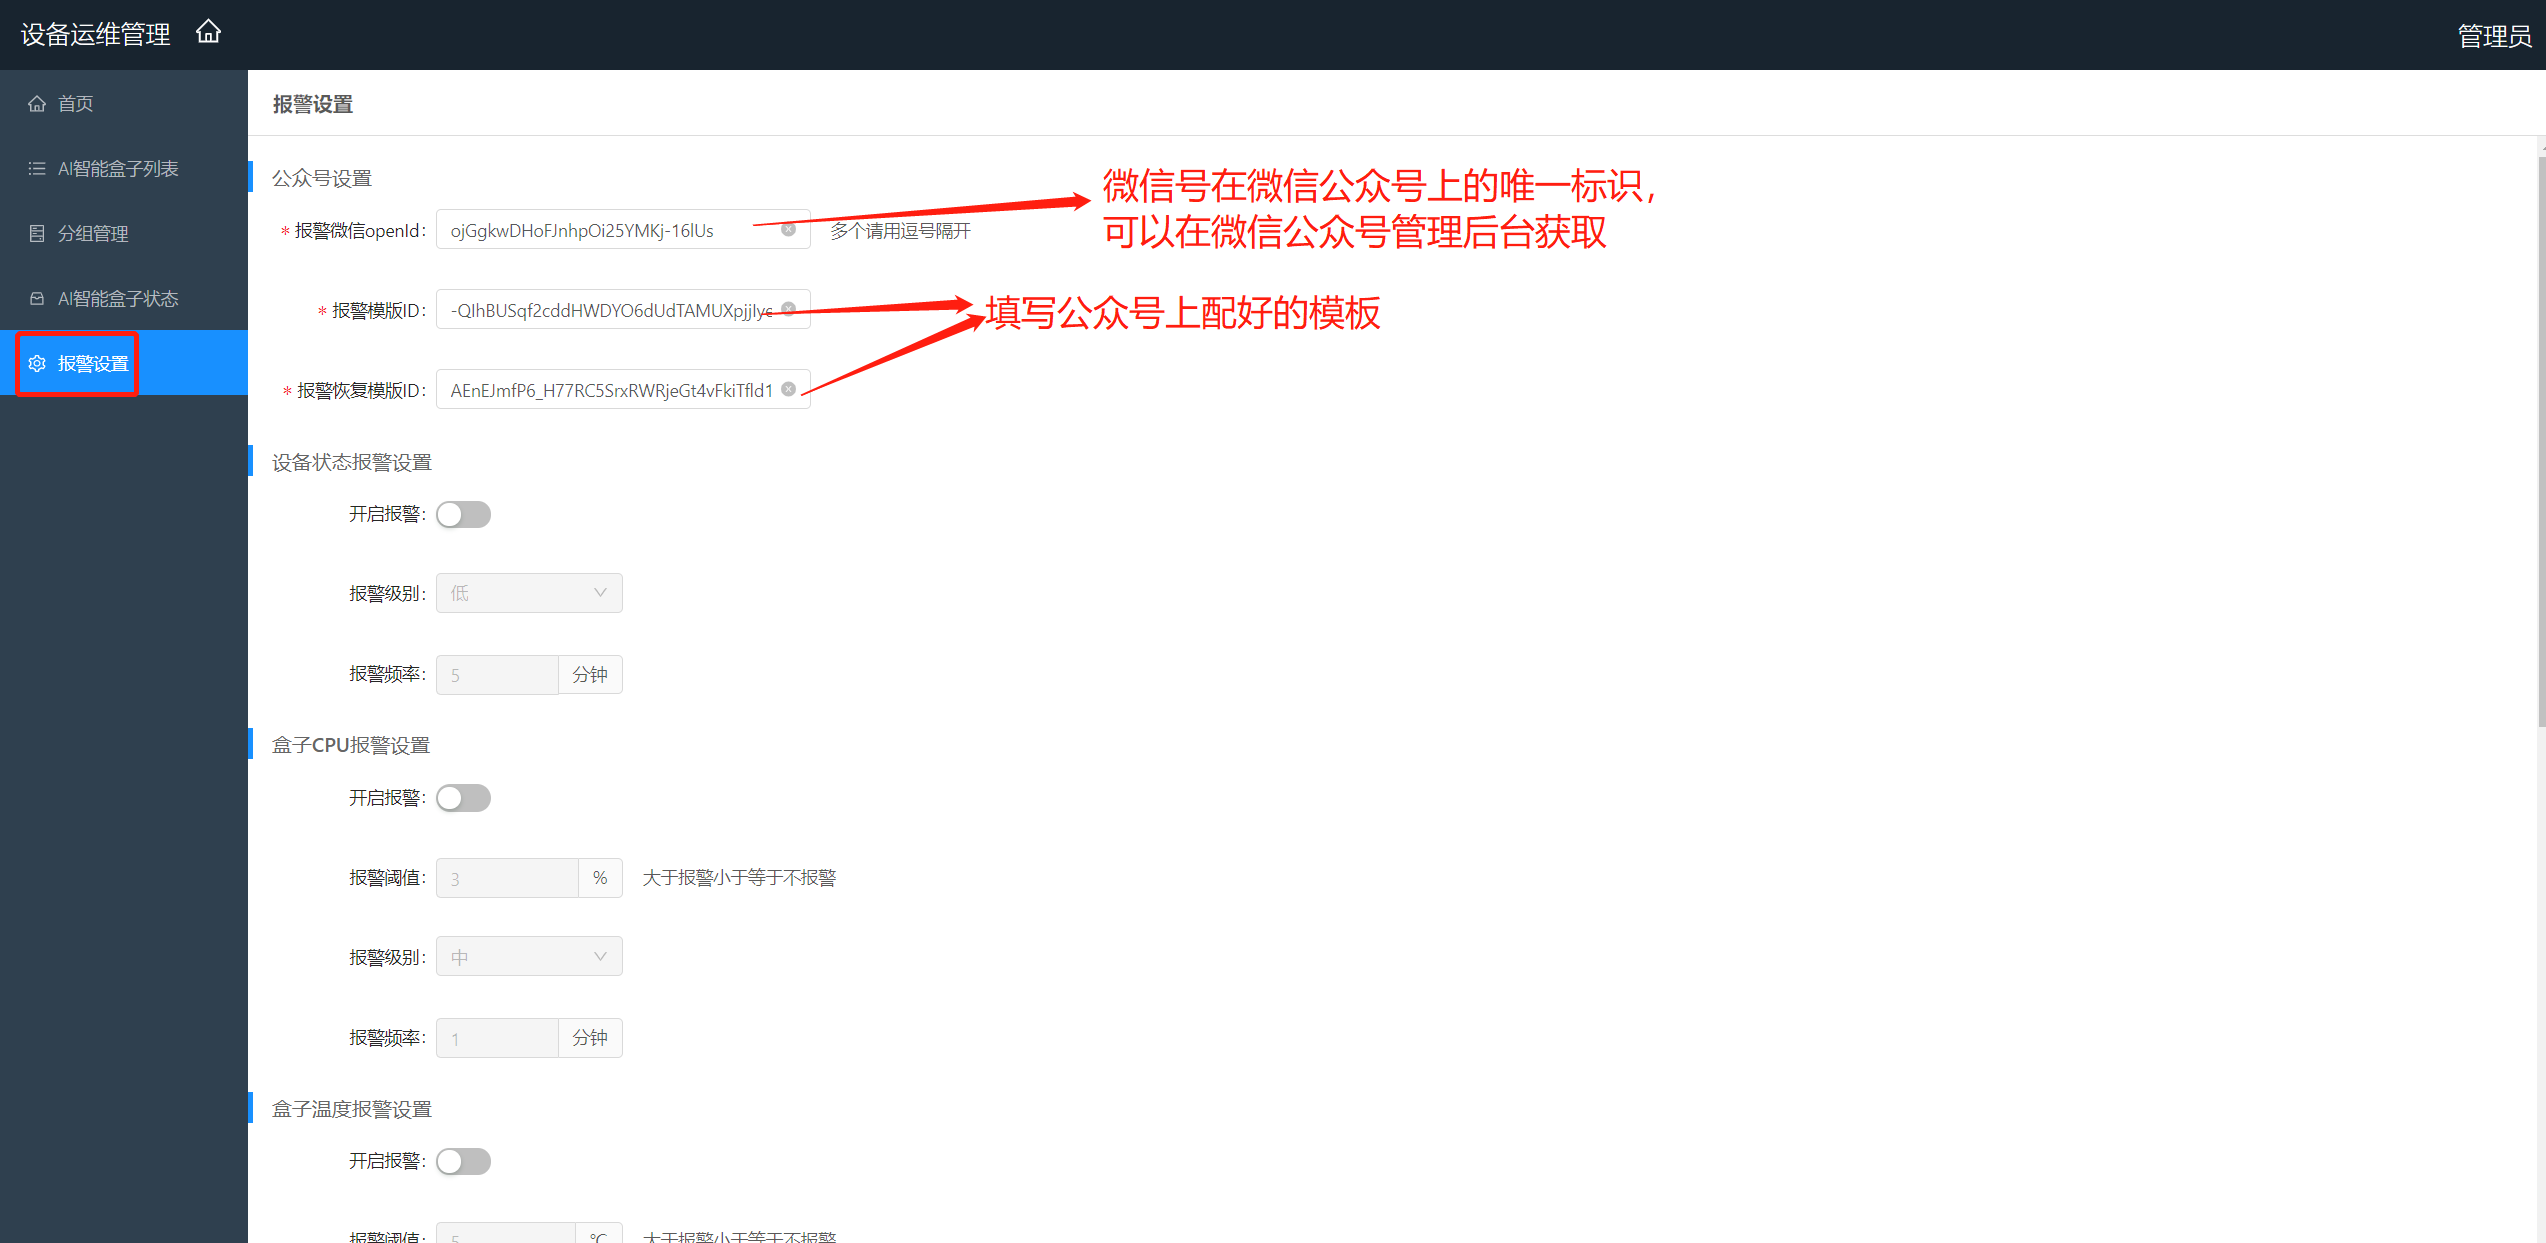 设备运维管理
管理员
首页
AI智能盒子列表
分组管理
AI智能盒子状态
报警设置
报警设置
公众号设置
* 报警微信openId: ojGgkwDHoFJnhpOi25YMKj-16lUs 多个请用逗号隔开
微信号在微信公众号上的唯一标识，
可以在微信公众号管理后台获取
* 报警模版ID: -QIhBUSqf2cddHWDYO6dUdTAMUXpjjIyc
填写公众号上配好的模板
* 报警恢复模版ID: AEnEJmfP6_H77RC5SrxRWRjeGt4vFkiTfld1
设备状态报警设置
开启报警:
报警级别: 低
报警频率: 5 分钟
盒子CPU报警设置
开启报警:
报警阈值: 3 % 大于报警小于等于不报警
报警级别: 中
报警频率: 1 分钟
盒子温度报警设置
开启报警:
报警阈值: 5 °C 大于报警小于等于不报警